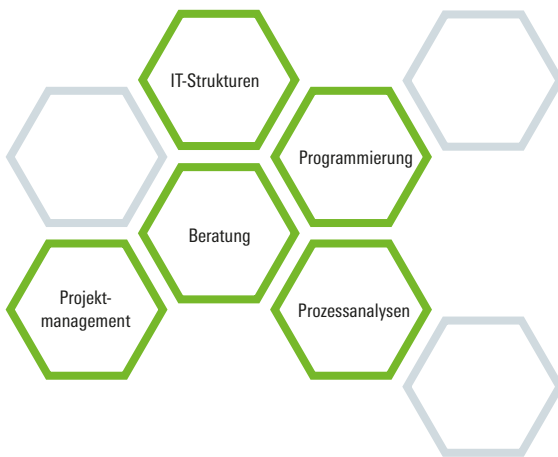 IT-Strukturen
Programmierung
Beratung
Projekt-
management
Prozessanalysen